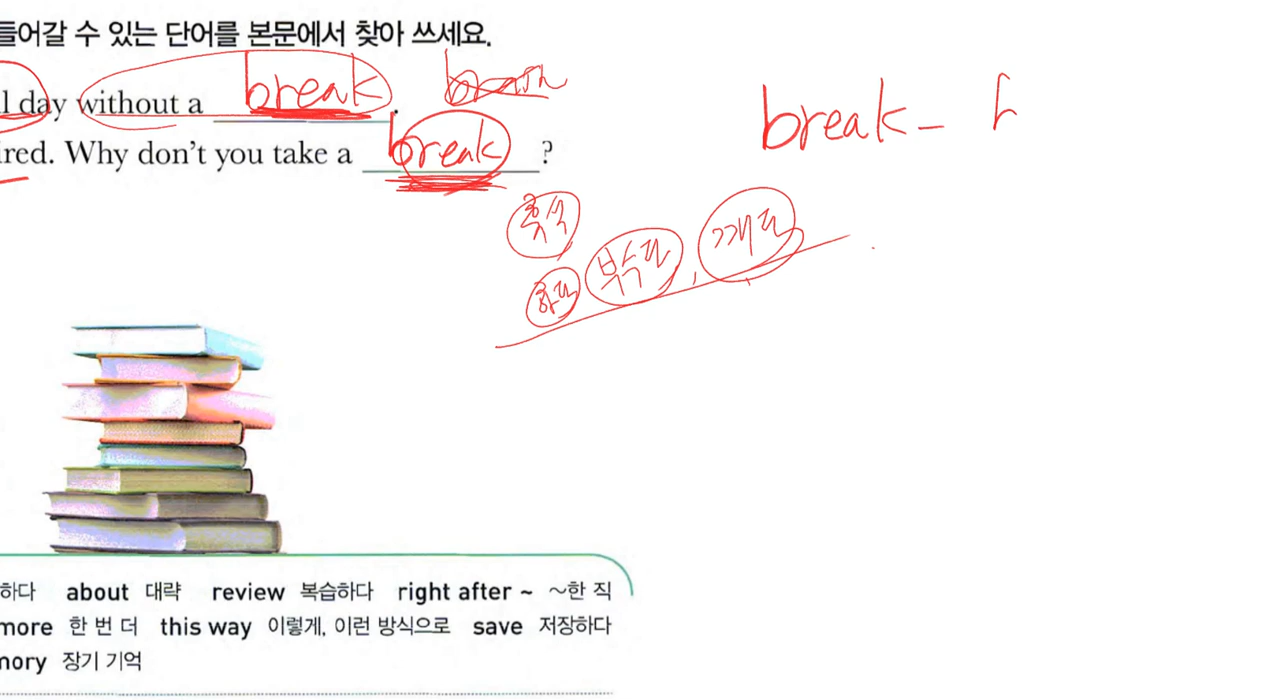 들어갈 수 있는 단어를 본문에서 찾아 쓰세요.
l day without a break.
ired. Why don't you take a break?
break –
휴식
부수다, 깨다
하다 about 대략 review 복습하다 right after ~ ~한 직
more 한 번 더 this way 이렇게, 이런 방식으로 save 저장하다
mory 장기 기억